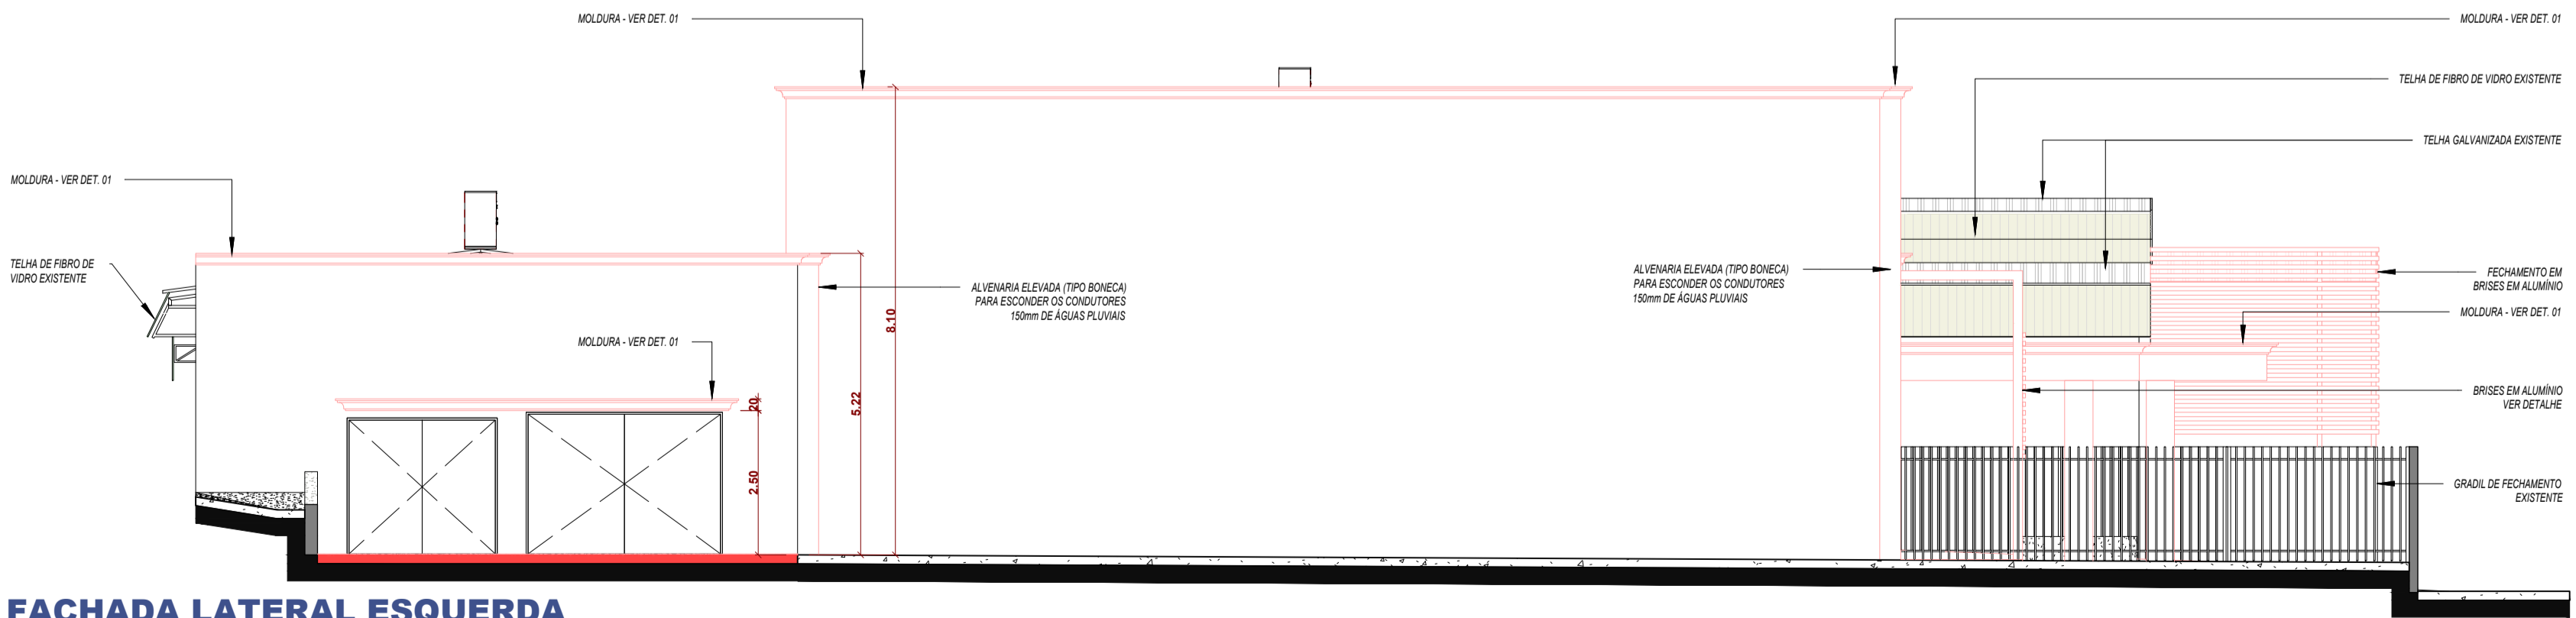 MOLDURA - VER DET. 01
MOLDURA - VER DET. 01
TELHA DE FIBRO DE VIDRO EXISTENTE
TELHA GALVANIZADA EXISTENTE
MOLDURA - VER DET. 01
TELHA DE FIBRO DE
VIDRO EXISTENTE
ALVENARIA ELEVADA (TIPO BONECA)
PARA ESCONDER OS CONDUTORES
150mm DE ÁGUAS PLUVIAIS
8.10
ALVENARIA ELEVADA (TIPO BONECA)
PARA ESCONDER OS CONDUTORES
150mm DE ÁGUAS PLUVIAIS
FECHAMENTO EM
BRISES EM ALUMÍNIO
MOLDURA - VER DET. 01
MOLDURA - VER DET. 01
5.22
20
2.50
BRISES EM ALUMÍNIO
VER DETALHE
GRADIL DE FECHAMENTO
EXISTENTE
FACHADA LATERAL ESQUERDA